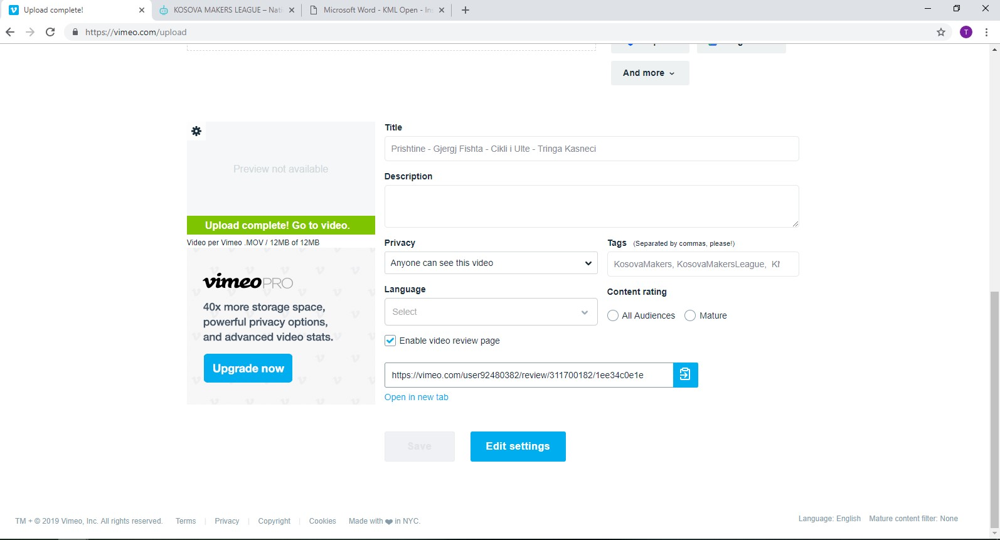 Upload complete!
KOSOVA MAKERS LEAGUE – Nati
Microsoft Word - KML Open - Ins
https://vimeo.com/upload
T
And more
Preview not available
Upload complete! Go to video.
Video per Vimeo .MOV / 12MB of 12MB
vimeo PRO
40x more storage space,
powerful privacy options,
and advanced video stats.
Upgrade now
Title
Prishtine - Gjergj Fishta - Cikli i Ulte - Tringa Kasneci
Description
Privacy
Anyone can see this video
Tags (Separated by commas, please!)
KosovaMakers, KosovaMakersLeague,
Language
Select
Content rating
All Audiences
Mature
Enable video review page
https://vimeo.com/user92480382/review/311700182/1ee34c0e1e
Open in new tab
Save
Edit settings
TM + © 2019 Vimeo, Inc. All rights reserved.
Terms
Privacy
Copyright
Cookies
Made with ❤ in NYC.
Language: English
Mature content filter: None